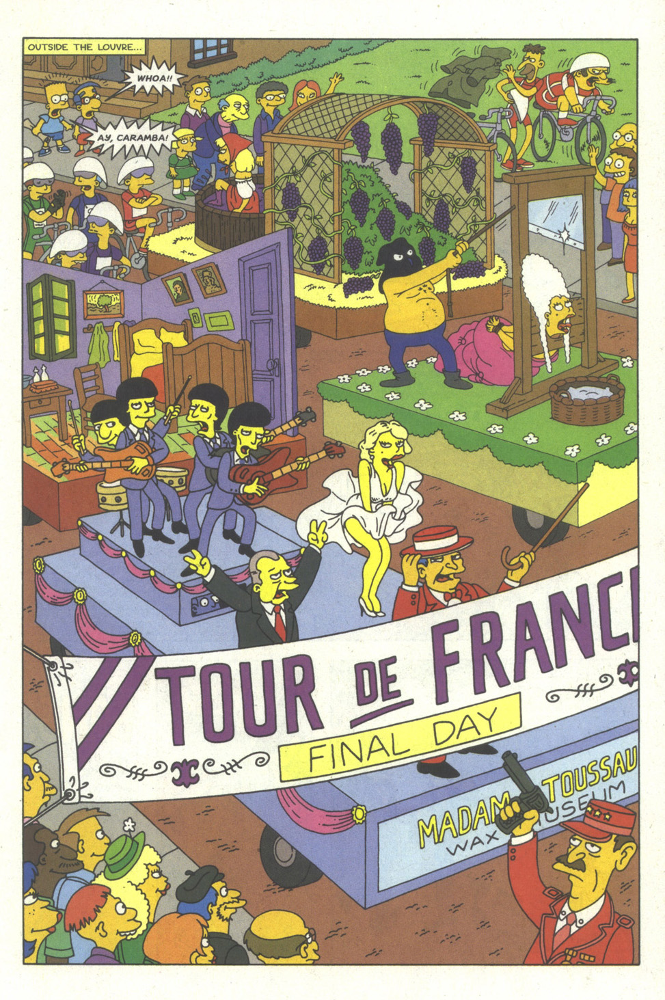 OUTSIDE THE LOUVRE...
WHOA!!
AY, CARAMBA!
TOUR DE FRANC
FINAL DAY
MADAM TOUSSAU
WAX MUSEUM